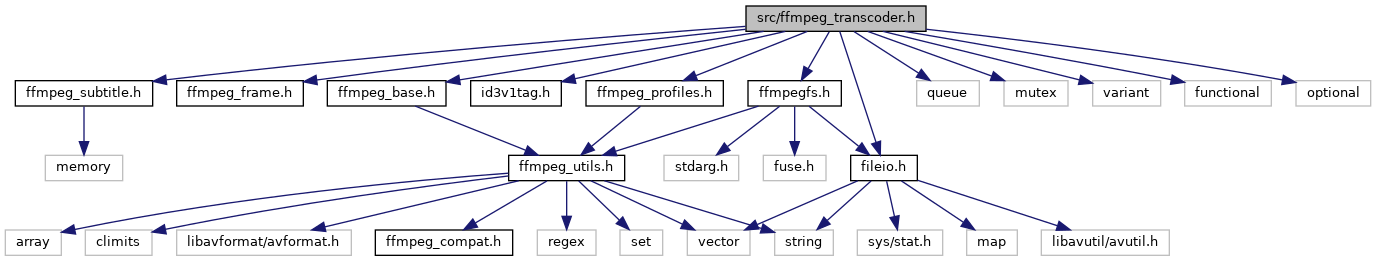 src/ffmpeg_transcoder.h
ffmpeg_subtitle.h
ffmpeg_frame.h
ffmpeg_base.h
id3v1tag.h
ffmpeg_profiles.h
ffmpegfs.h
queue
mutex
variant
functional
optional
memory
ffmpeg_utils.h
stdarg.h
fuse.h
fileio.h
array
climits
libavformat/avformat.h
ffmpeg_compat.h
regex
set
vector
string
sys/stat.h
map
libavutil/avutil.h